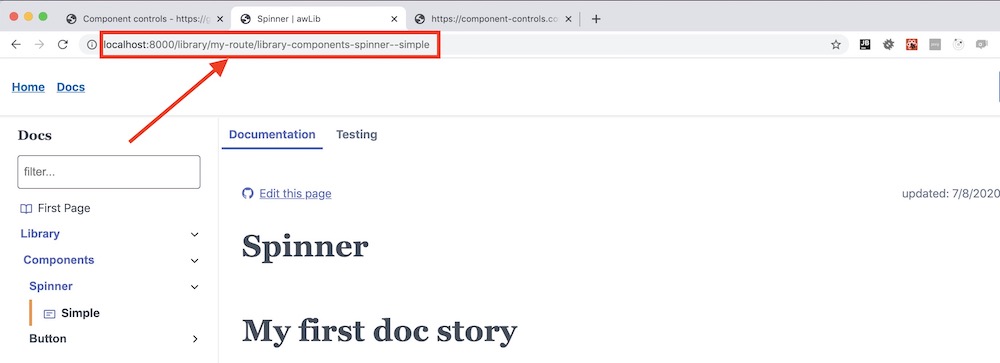 Component controls - https://g
Spinner | awLib
https://component-controls.co
localhost:8000/library/my-route/library-components-spinner--simple
Home Docs
Docs
Documentation Testing
filter...
Edit this page
updated: 7/8/2020
First Page
Library
Spinner
Components
Spinner
Simple
My first doc story
Button